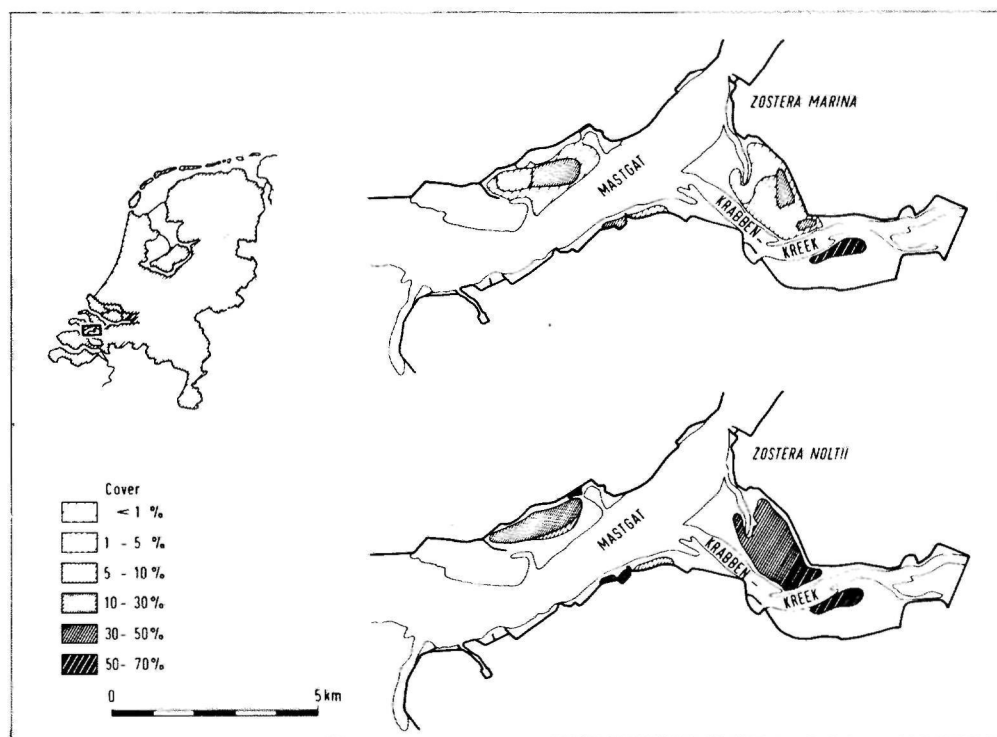 ZOSTERA MARINA
MASTGAT
KRABBEN-
KREEK
ZOSTERA NOLTII
MASTGAT
KRABBEN
KREEK
Cover
< 1 %
1 - 5 %
5 - 10%
10 - 30%
30 - 50%
50 - 70%
0 5 km